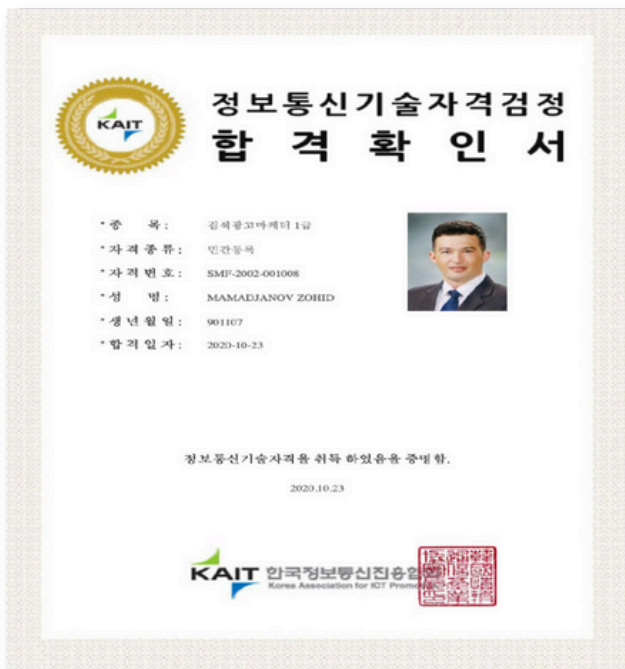 KAIT
정보통신기술자격검정
합격확인서
*종 목: 검색광고마케터 1급
*자격종류: 민간등록
*자격번호: SMF-2002-001008
*성 명: MAMADJANOV ZOHID
*생년월일: 901107
*합격일자: 2020-10-23
정보통신기술자격을 취득 하였음을 증명함.
2020.10.23
KAIT 한국정보통신진흥협회
Korea Association for ICT